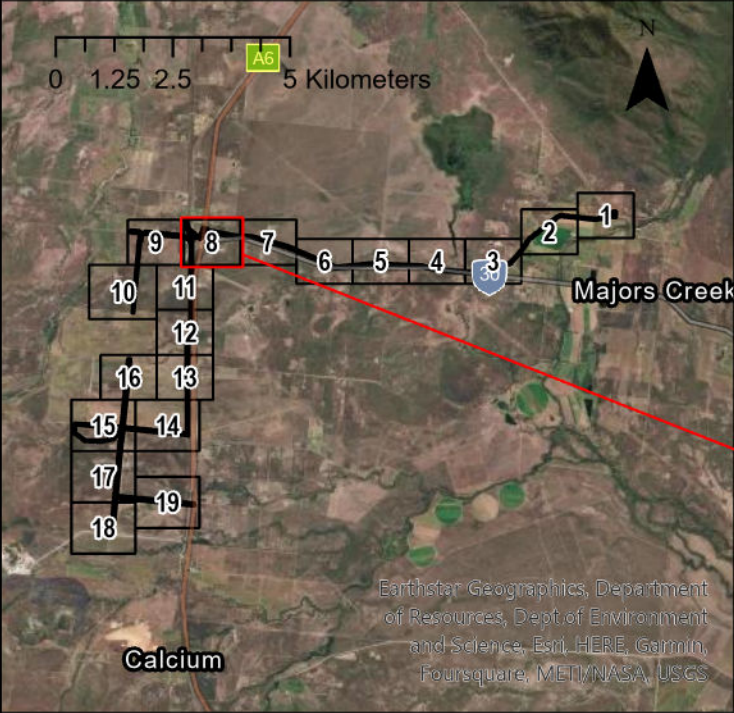 N
A6
0 1.25 2.5 5 Kilometers
1
2
9 8 7
6 5 4 3
30
10 11
Majors Creek
12
16 13
15 14
17
19
18
Earthstar Geographics, Department
of Resources, Dept.of Environment
and Science, Esri, HERE, Garmin,
Foursquare, METI/NASA, USGS
Calcium